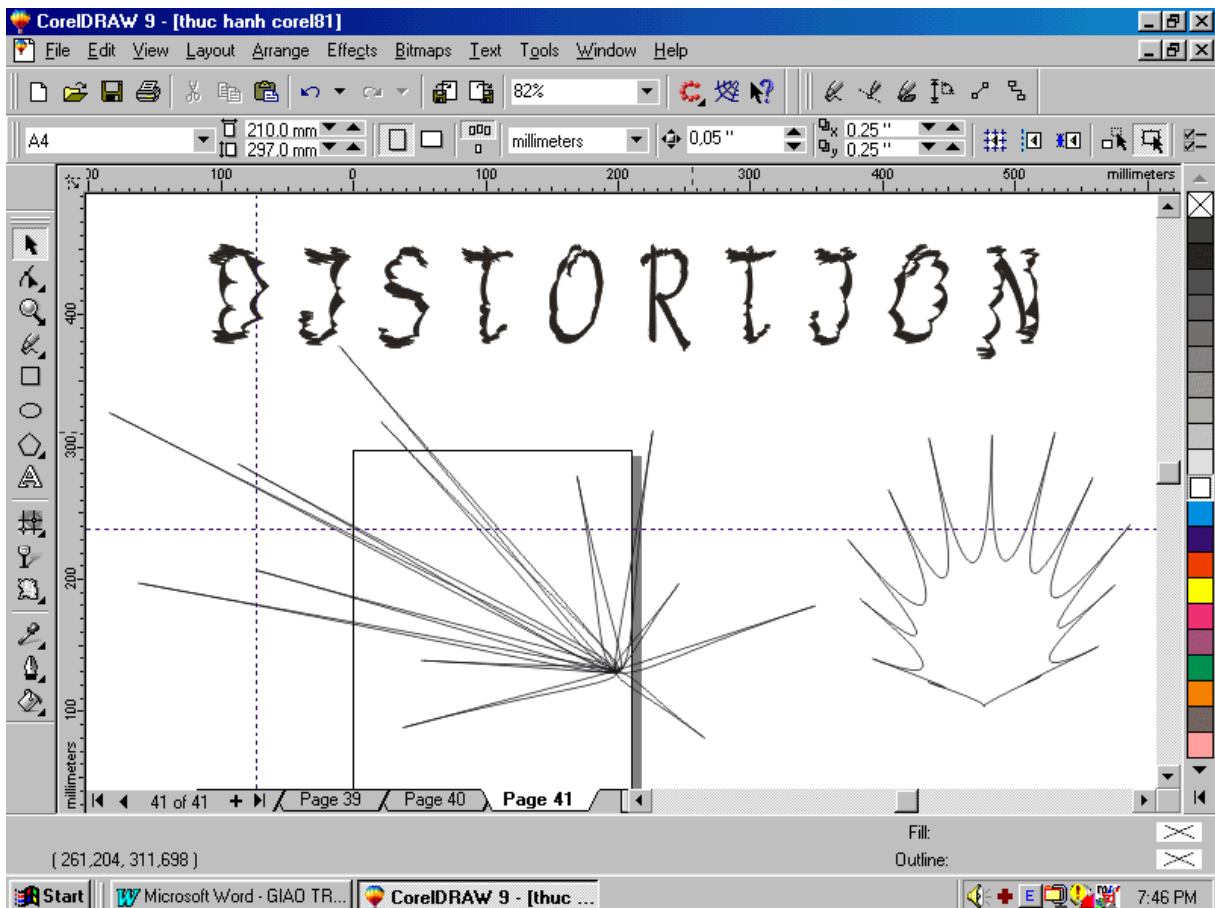 CorelDRAW 9 - [thuc hanh corel81]
File Edit View Layout Arrange Effects Bitmaps Text Tools Window Help
82%
A4 210.0 mm 297.0 mm millimeters 0,05 " x 0.25 " y 0.25 "
100 0 100 200 300 400 500 millimeters
DISTORTION
400
300
200
100
millimeters
41 of 41 Page 39 Page 40 Page 41
Fill:
( 261,204, 311,698 ) Outline:
Start Microsoft Word - GIAO TR... CorelDRAW 9 - [thuc ... E 7:46 PM